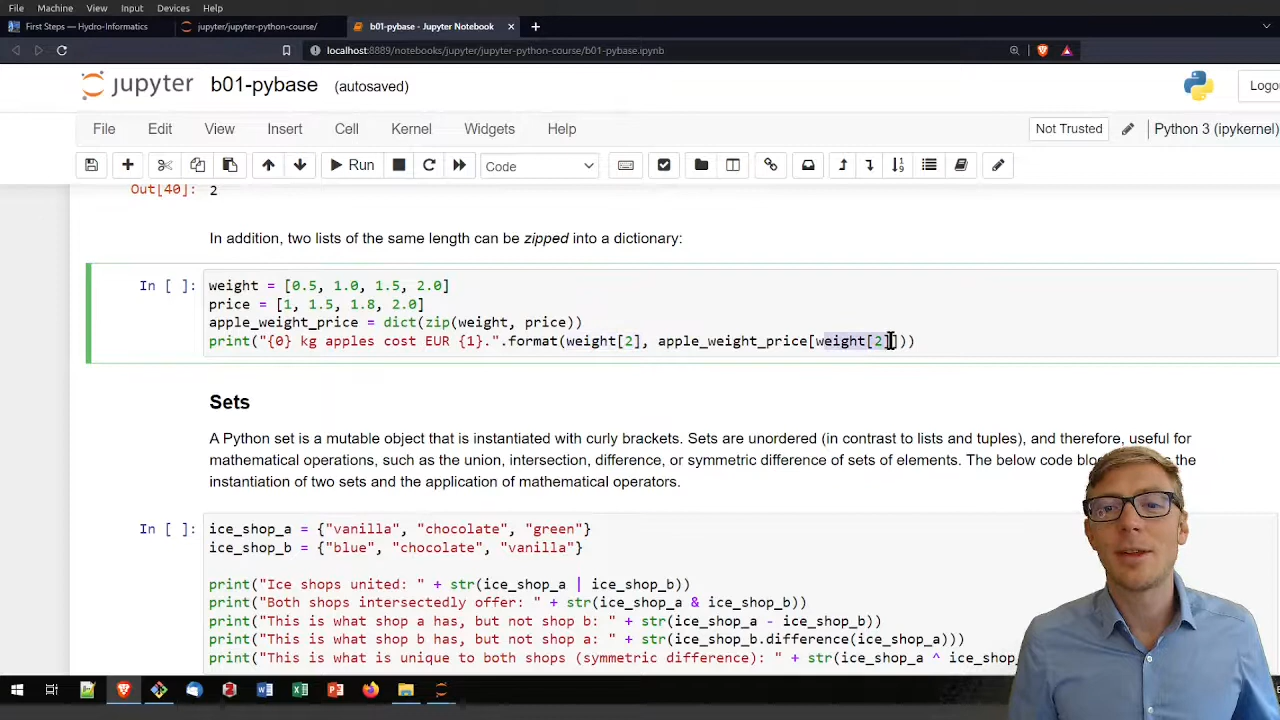 File Machine View Input Devices Help
First Steps — Hydro-Informatics
jupyter/jupyter-python-course/
b01-pybase - Jupyter Notebook
localhost:8889/notebooks/jupyter/jupyter-python-course/b01-pybase.ipynb
jupyter b01-pybase (autosaved)
File Edit View Insert Cell Kernel Widgets Help
Not Trusted Python 3 (ipykernel)
Run Code
Out[40]: 2
In addition, two lists of the same length can be zipped into a dictionary:
In [ ]: weight = [0.5, 1.0, 1.5, 2.0]
price = [1, 1.5, 1.8, 2.0]
apple_weight_price = dict(zip(weight, price))
print("{0} kg apples cost EUR {1}.".format(weight[2], apple_weight_price[weight[2]]))
Sets
A Python set is a mutable object that is instantiated with curly brackets. Sets are unordered (in contrast to lists and tuples), and therefore, useful for
mathematical operations, such as the union, intersection, difference, or symmetric difference of sets of elements. The below code the
instantiation of two sets and the application of mathematical operators.
In [ ]: ice_shop_a = {"vanilla", "chocolate", "green"}
ice_shop_b = {"blue", "chocolate", "vanilla"}
print("Ice shops united: " + str(ice_shop_a | ice_shop_b))
print("Both shops intersectedly offer: " + str(ice_shop_a & ice_shop_b))
print("This is what shop a has, but not shop b: " + str(ice_shop_a - ice_shop_b))
print("This is what shop b has, but not shop a: " + str(ice_shop_b.difference(ice_shop_a)))
print("This is what is unique to both shops (symmetric difference): " + str(ice_shop_a ^